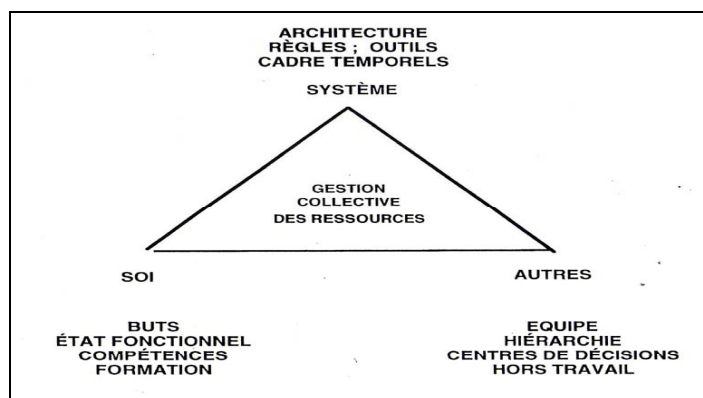 ARCHITECTURE
RÈGLES ; OUTILS
CADRE TEMPORELS
SYSTÈME
GESTION
COLLECTIVE
DES RESSOURCES
SOI
AUTRES
BUTS
ÉTAT FONCTIONNEL
COMPÉTENCES
FORMATION
EQUIPE
HIÉRARCHIE
CENTRES DE DÉCISIONS
HORS TRAVAIL